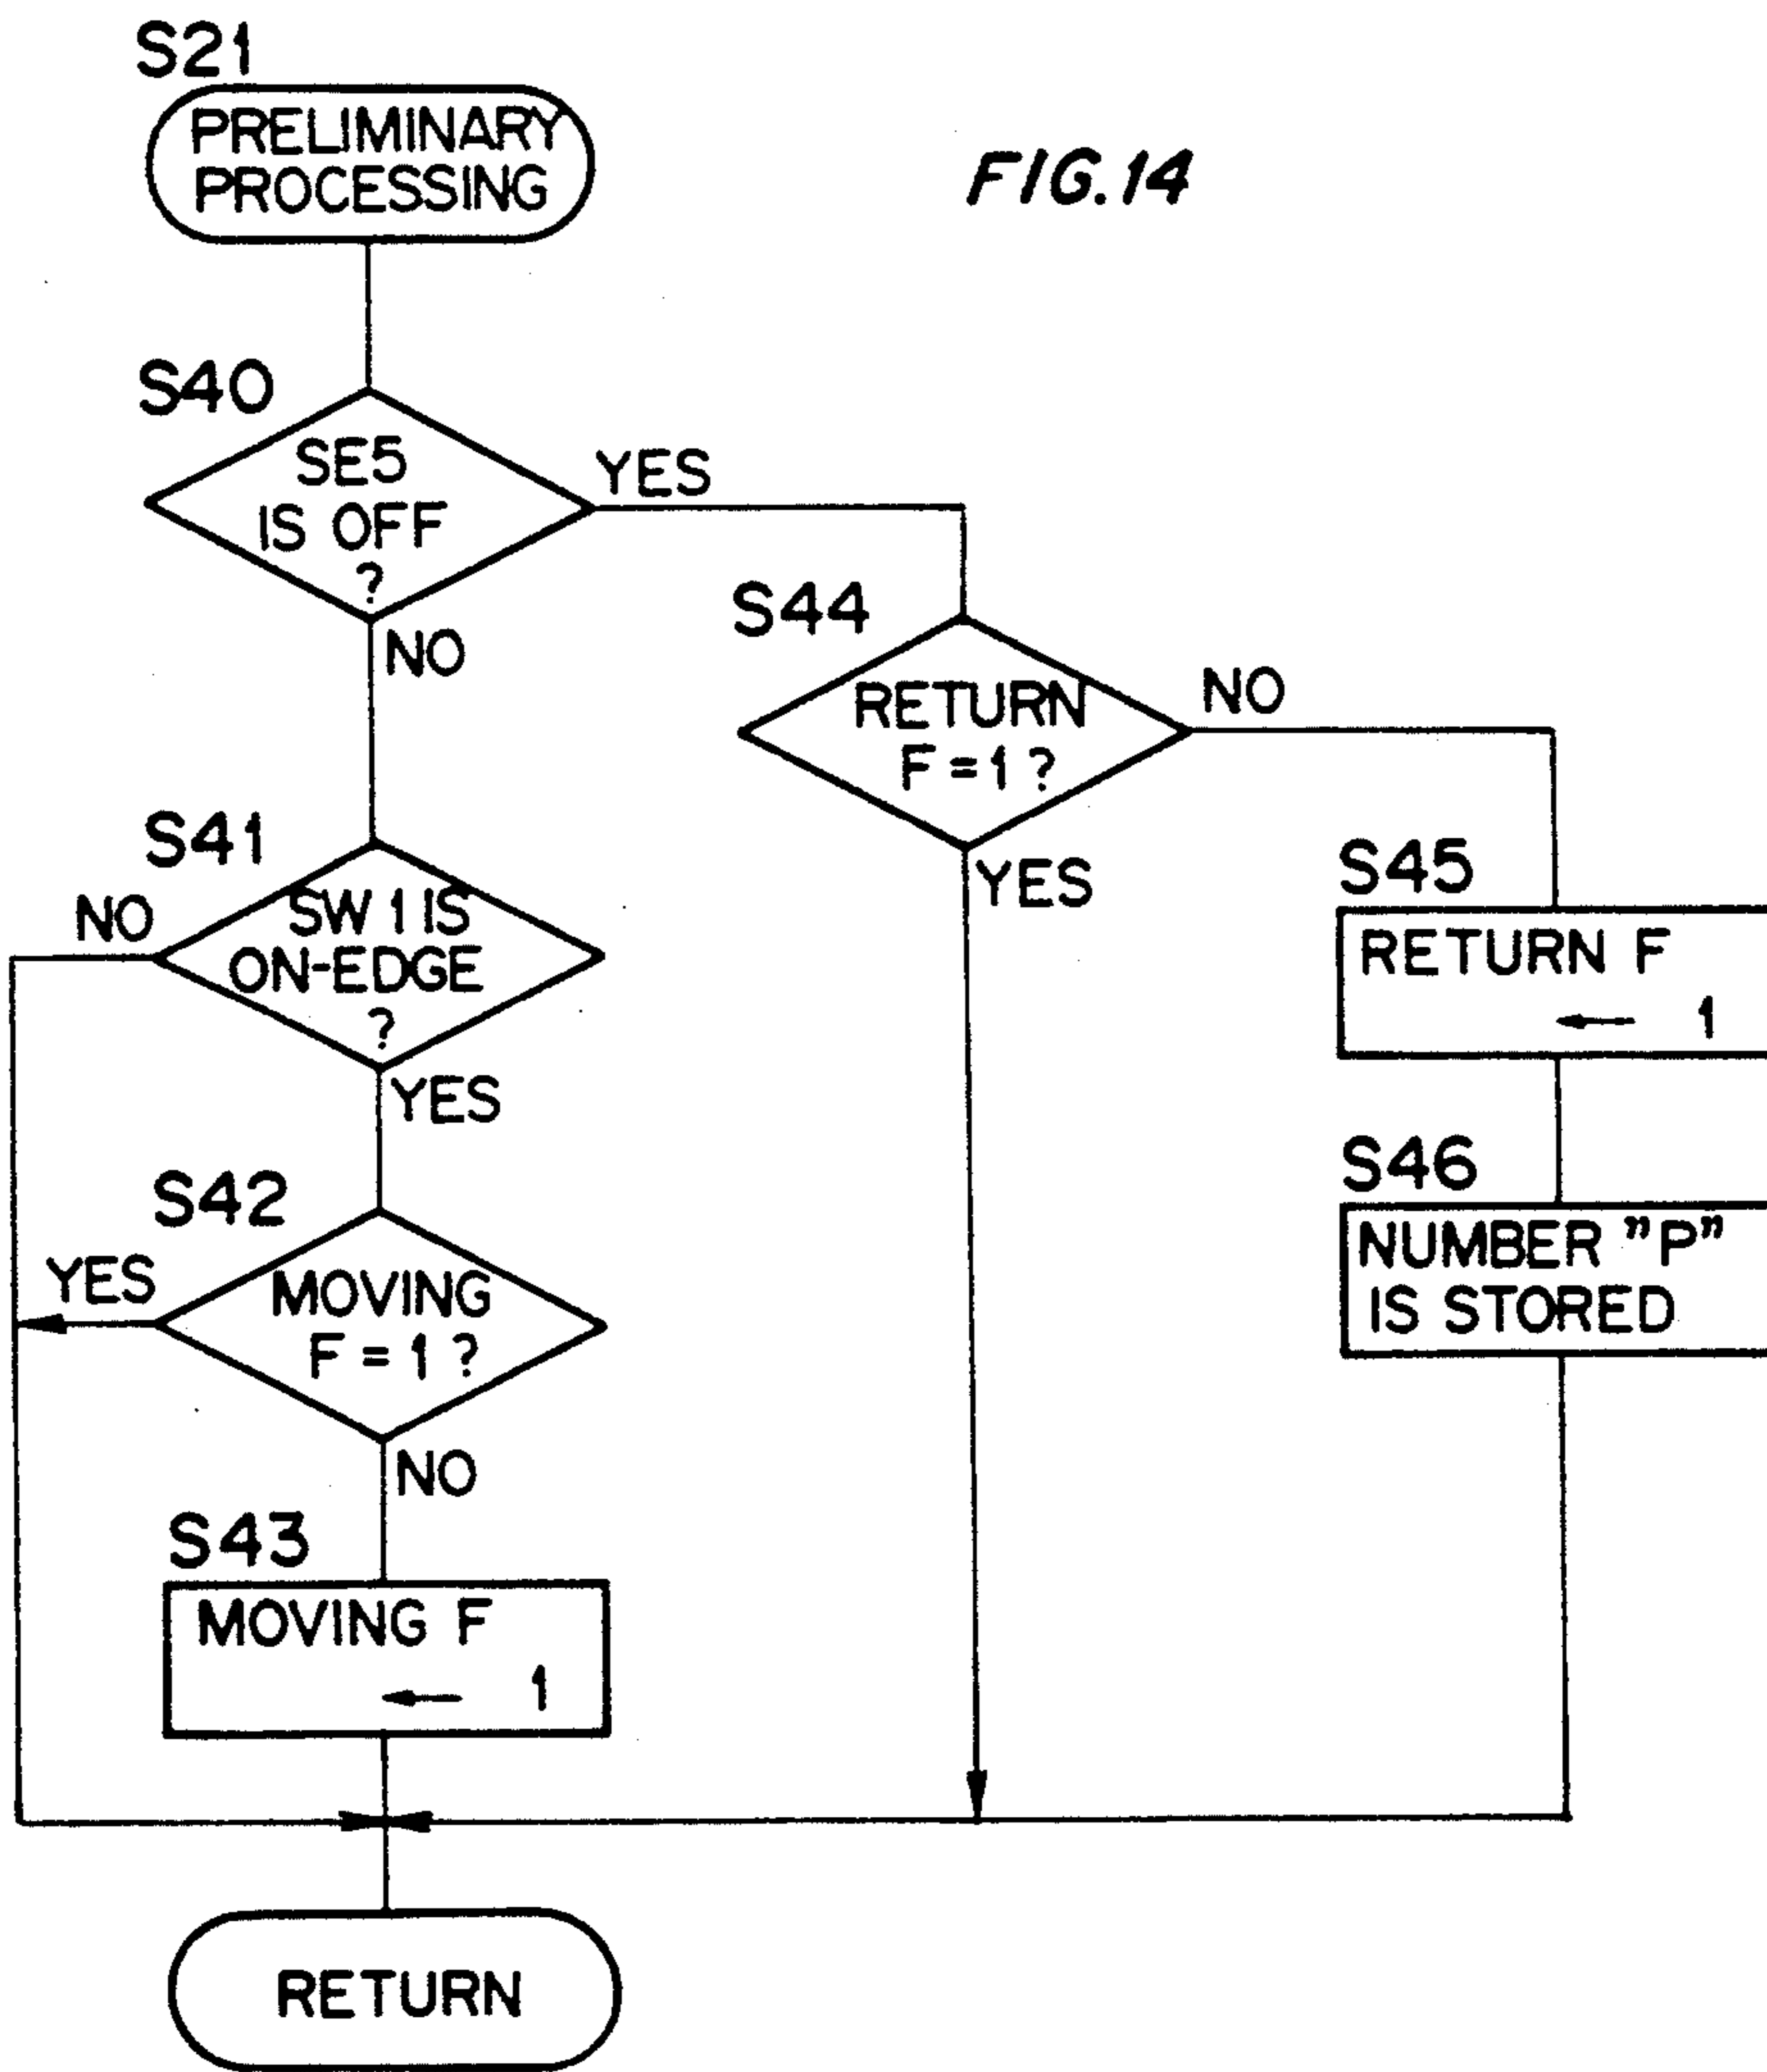 S21
PRELIMINARY
PROCESSING
FIG.14
S40
SE5
IS OFF
?
YES
NO
S44
RETURN
F=1?
NO
YES
S41
SW1 IS
ON-EDGE
?
NO
YES
S45
RETURN F
← 1
S46
NUMBER "P"
IS STORED
S42
MOVING
F=1?
YES
NO
S43
MOVING F
← 1
RETURN